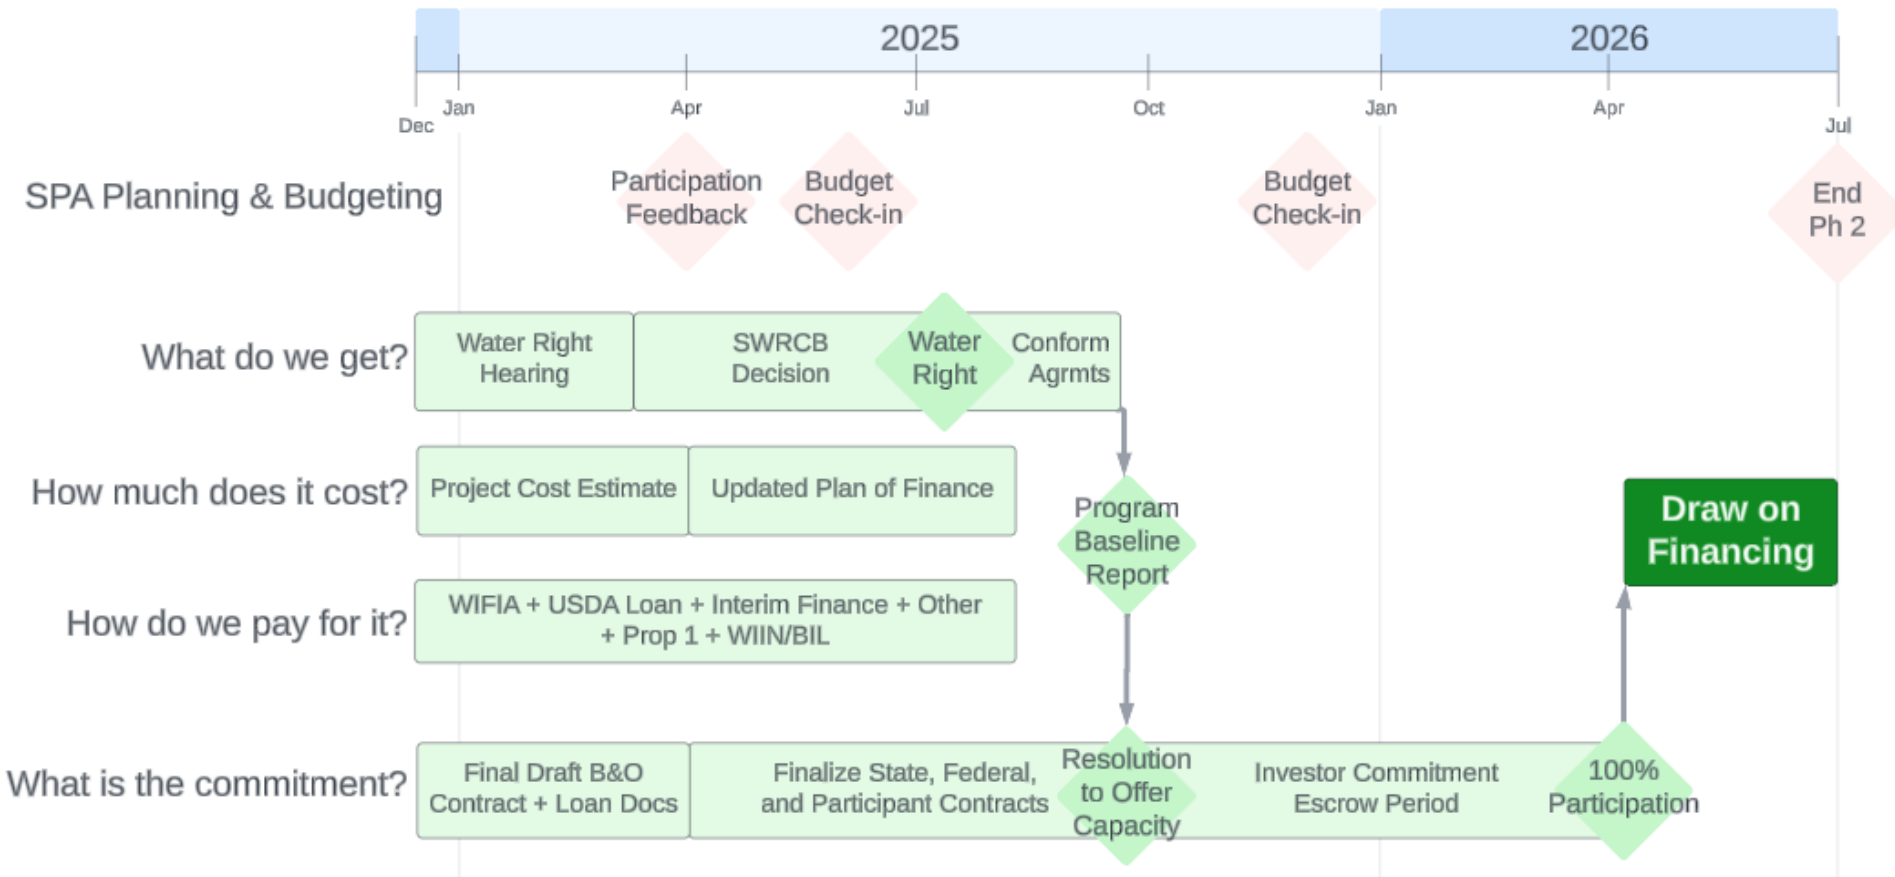 2025
2026
Dec
Jan
Apr
Jul
Oct
Jan
Apr
Jul
SPA Planning & Budgeting
Participation
Feedback
Budget
Check-in
Budget
Check-in
End
Ph 2
What do we get?
Water Right
Hearing
SWRCB
Decision
Water
Right
Conform
Agrmts
How much does it cost?
Project Cost Estimate
Updated Plan of Finance
Program
Baseline
Report
Draw on
Financing
How do we pay for it?
WIFIA + USDA Loan + Interim Finance + Other
+ Prop 1 + WIIN/BIL
What is the commitment?
Final Draft B&O
Contract + Loan Docs
Finalize State, Federal,
and Participant Contracts
Resolution
to Offer
Capacity
Investor Commitment
Escrow Period
100%
Participation